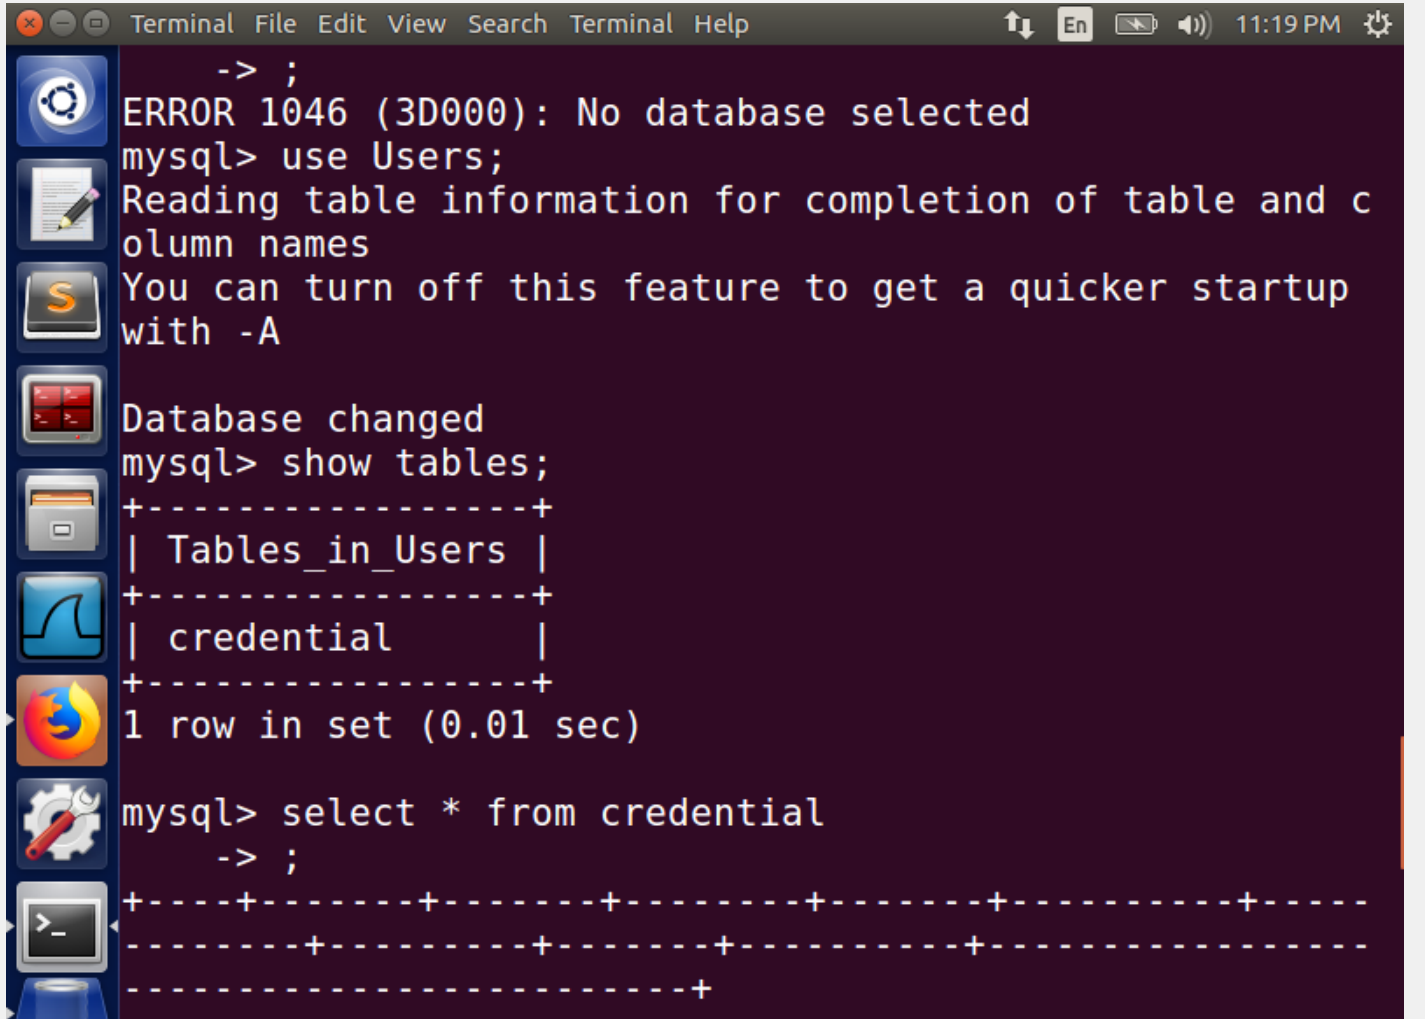 Terminal File Edit View Search Terminal Help En 11:19 PM
-> ;
ERROR 1046 (3D000): No database selected
mysql> use Users;
Reading table information for completion of table and c
olumn names
You can turn off this feature to get a quicker startup
with -A
Database changed
mysql> show tables;
+-----------------+
| Tables_in_Users |
+-----------------+
| credential      |
+-----------------+
1 row in set (0.01 sec)
mysql> select * from credential
-> ;
+----+-------+-------+--------+-------+----------+-----
--------+---------+-------+----------+-----------------
-------------------------+